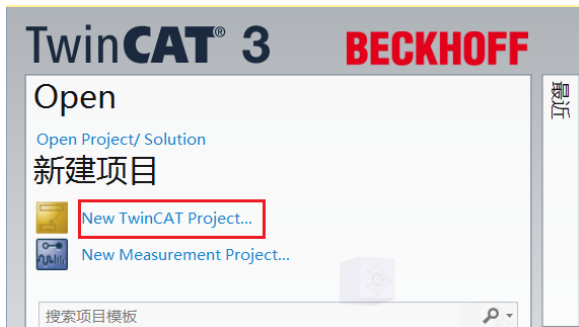 TwinCAT® 3 BECKHOFF
Open
最近
Open Project/ Solution
新建项目
New TwinCAT Project...
New Measurement Project...
搜索项目模板